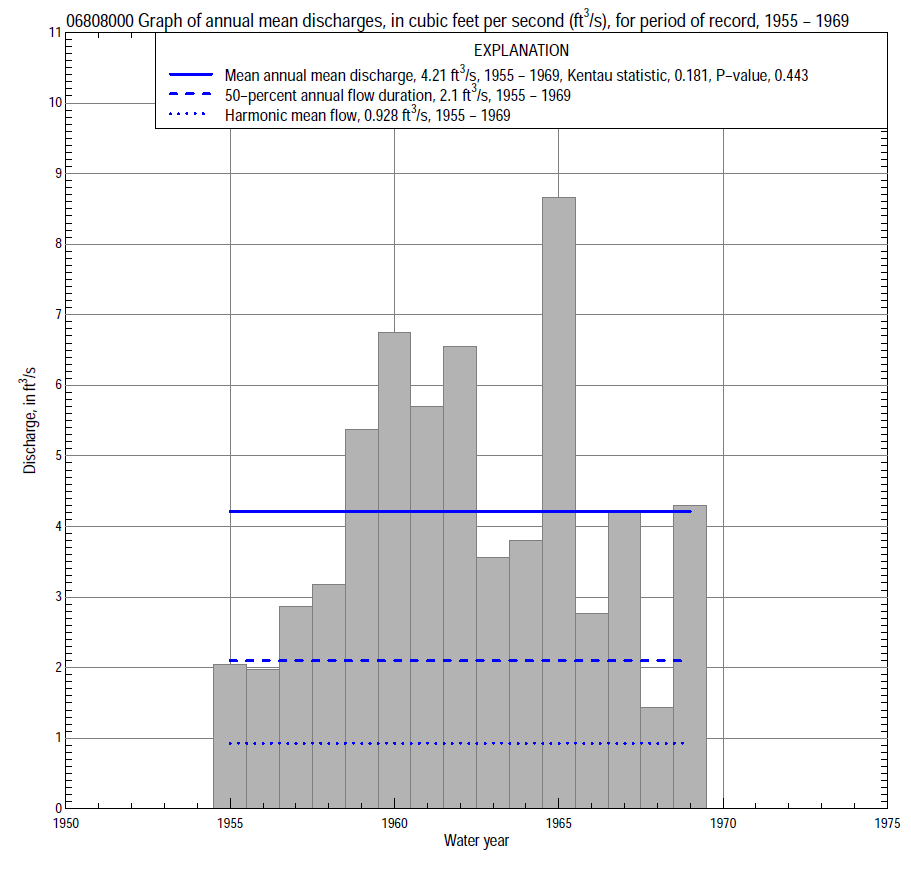 06808000 Graph of annual mean discharges, in cubic feet per second (ft³/s), for period of record, 1955 – 1969
EXPLANATION
Mean annual mean discharge, 4.21 ft³/s, 1955 – 1969, Kentau statistic, 0.181, P–value, 0.443
50–percent annual flow duration, 2.1 ft³/s, 1955 – 1969
Harmonic mean flow, 0.928 ft³/s, 1955 – 1969
11
10
9
8
7
6
5
4
3
2
1
0
Discharge, in ft³/s
1950 1955 1960 1965 1970 1975
Water year